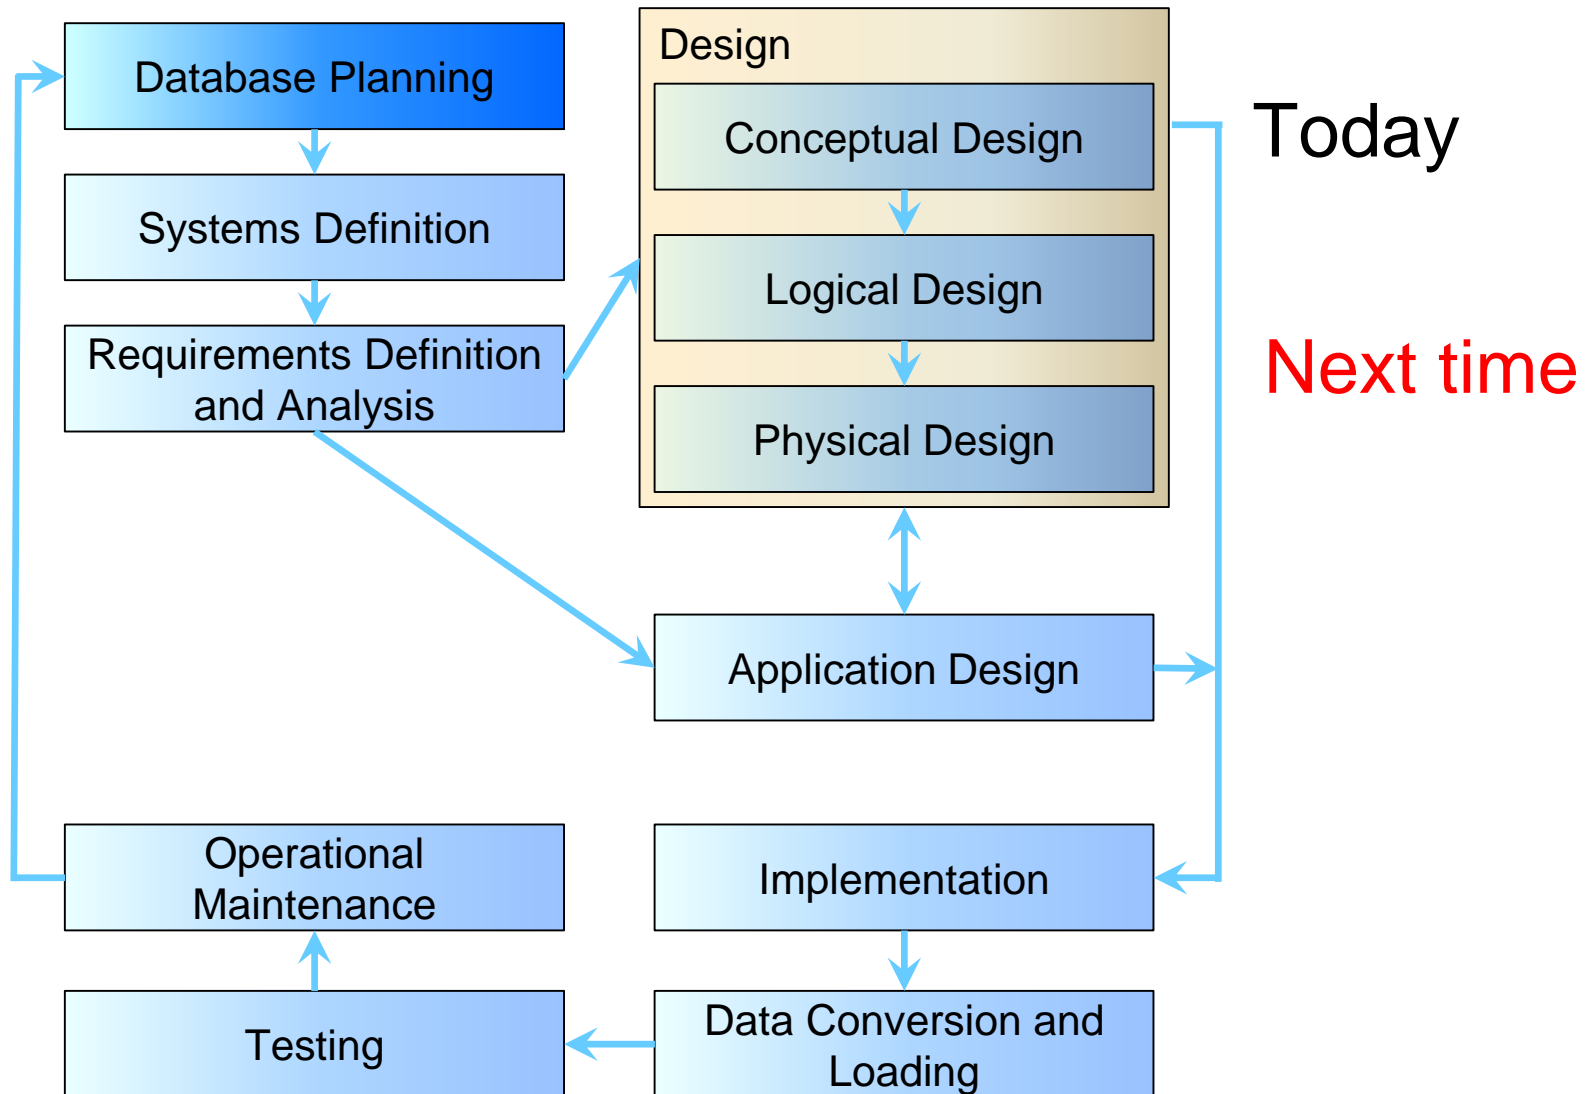 Database Planning
Systems Definition
Requirements Definition
and Analysis
Design
Conceptual Design
Logical Design
Physical Design
Today
Next time
Application Design
Operational
Maintenance
Implementation
Testing
Data Conversion and
Loading